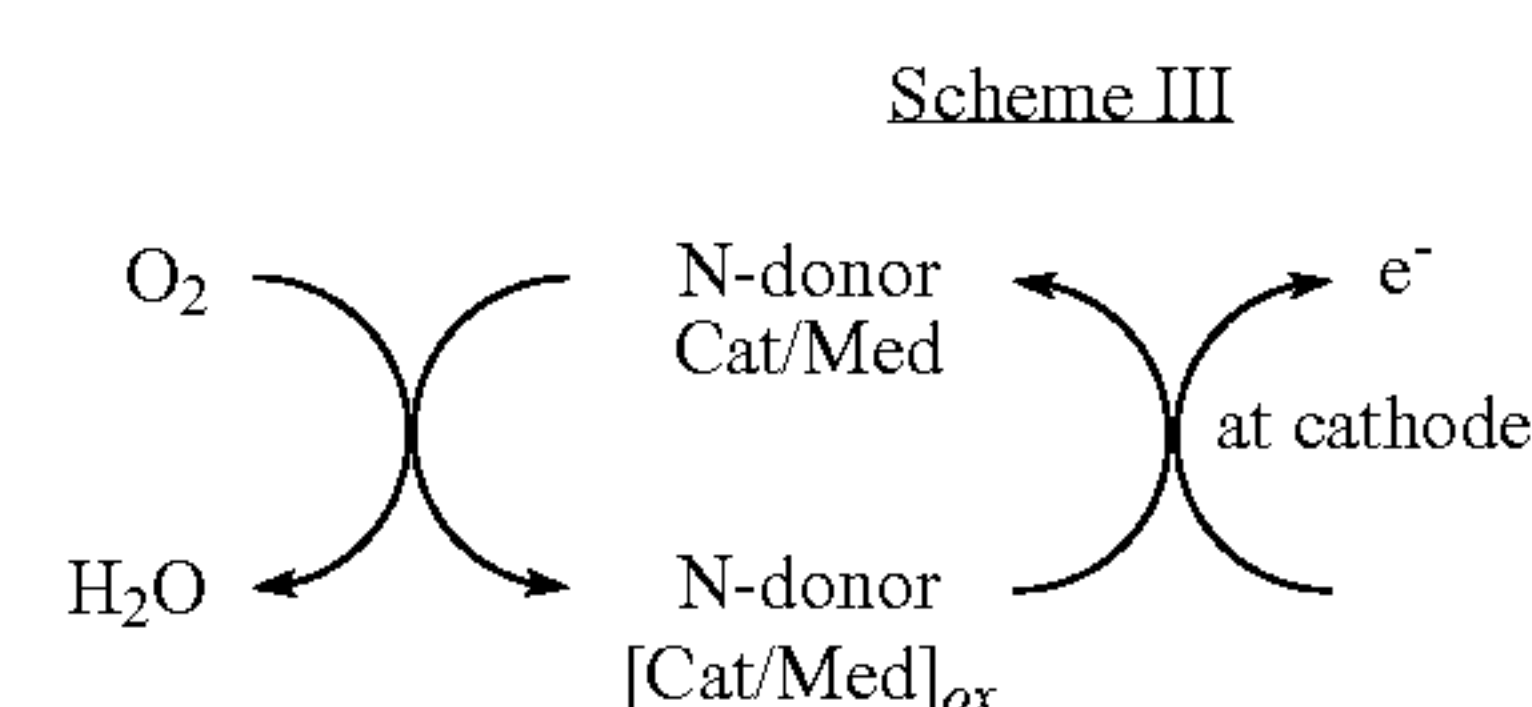 Scheme III
O₂ N-donor e⁻
Cat/Med
at cathode
H₂O N-donor
[Cat/Med]ox